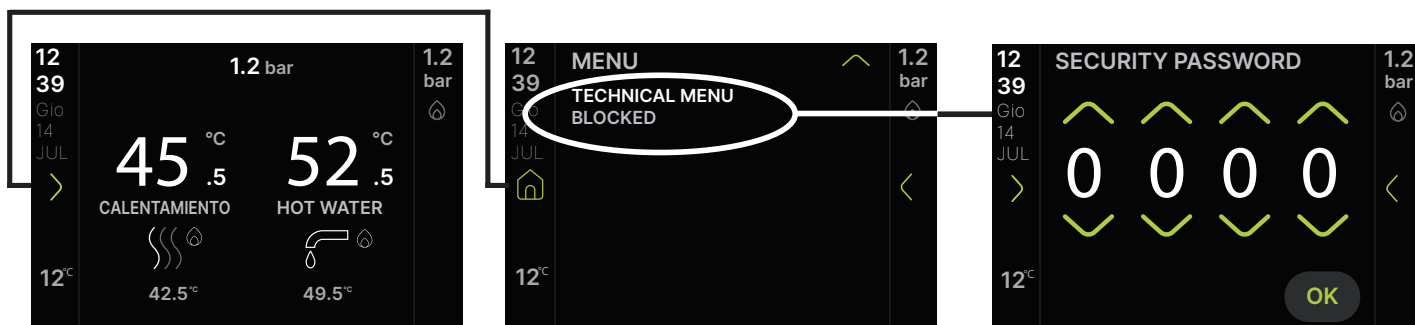 12
39
Gio
14
JUL
12°C
1.2 bar
45.5 °C
CALENTAMIENTO
42.5°C
52.5 °C
HOT WATER
49.5°C
1.2
bar
12
39
Gio
14
JUL
12°C
MENU
TECHNICAL MENU
BLOCKED
1.2
bar
12
39
Gio
14
JUL
12°C
SECURITY PASSWORD
0 0 0 0
OK
1.2
bar